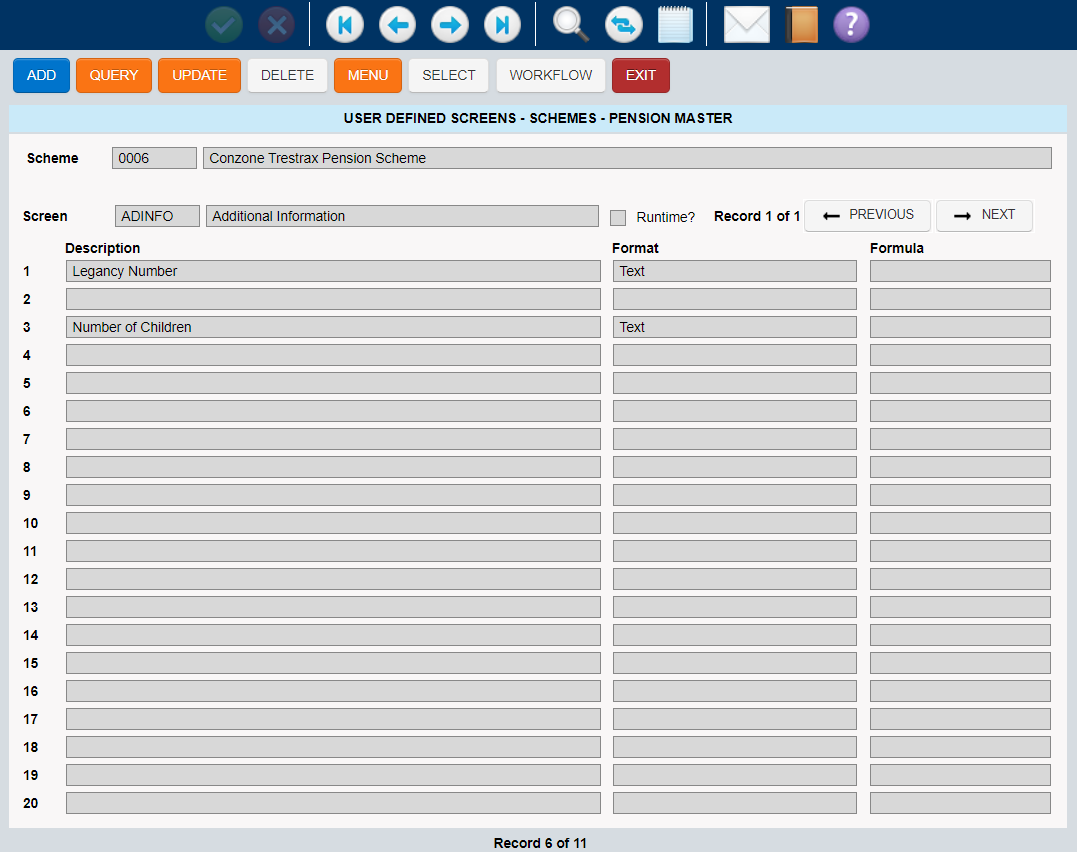 ?
ADD QUERY UPDATE DELETE MENU SELECT WORKFLOW EXIT
USER DEFINED SCREENS - SCHEMES - PENSION MASTER
Scheme 0006 Conzone Trestrax Pension Scheme
Screen ADINFO Additional Information Runtime? Record 1 of 1 PREVIOUS NEXT
Description Format Formula
1 Legancy Number Text
2
3 Number of Children Text
4
5
6
7
8
9
10
11
12
13
14
15
16
17
18
19
20
Record 6 of 11